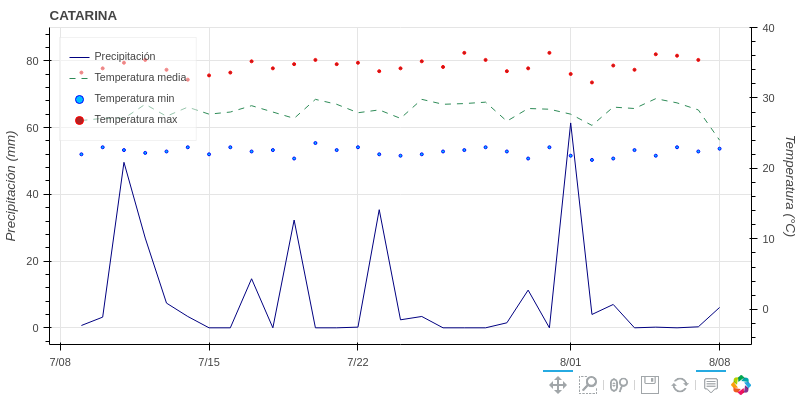 CATARINA
Precipitación
Temperatura media
Temperatura min
Temperatura max
Precipitación (mm)
80
60
40
20
0
Temperatura (°C)
40
30
20
10
0
7/08
7/15
7/22
8/01
8/08